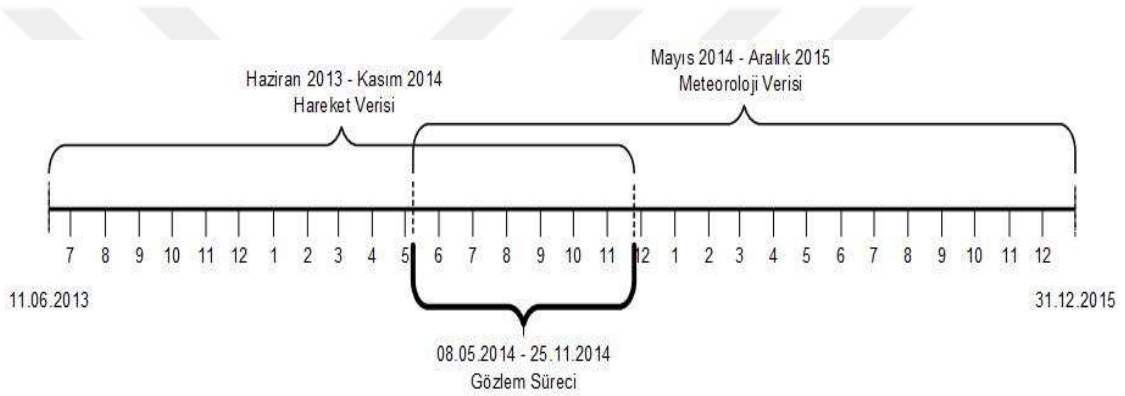 Mayıs 2014 - Aralık 2015
Meteoroloji Verisi
Haziran 2013 - Kasım 2014
Hareket Verisi
7 8 9 10 11 12 1 2 3 4 5 6 7 8 9 10 11 12 1 2 3 4 5 6 7 8 9 10 11 12
11.06.2013
31.12.2015
08.05.2014 - 25.11.2014
Gözlem Süreci